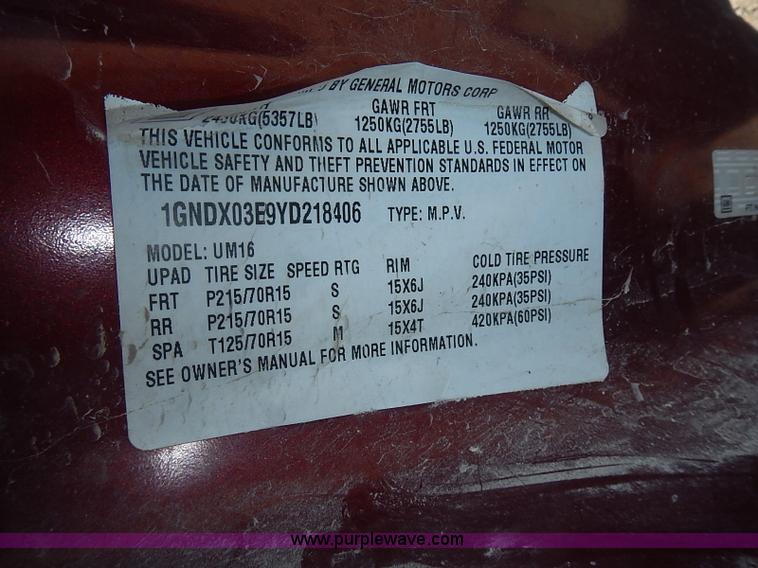 BY GENERAL MOTORS CORP
GAWR FRT GAWR RR
(5357LB) 1250KG(2755LB) 1250KG(2755LB)
THIS VEHICLE CONFORMS TO ALL APPLICABLE U.S. FEDERAL MOTOR
VEHICLE SAFETY AND THEFT PREVENTION STANDARDS IN EFFECT ON
THE DATE OF MANUFACTURE SHOWN ABOVE.
1GNDX03E9YD218406 TYPE: M.P.V.
MODEL: UM16
UPAD TIRE SIZE SPEED RTG RIM COLD TIRE PRESSURE
FRT P215/70R15 S 15X6J 240KPA(35PSI)
RR P215/70R15 S 15X6J 240KPA(35PSI)
SPA T125/70R15 M 15X4T 420KPA(60PSI)
SEE OWNER'S MANUAL FOR MORE INFORMATION.
www.purplewave.com